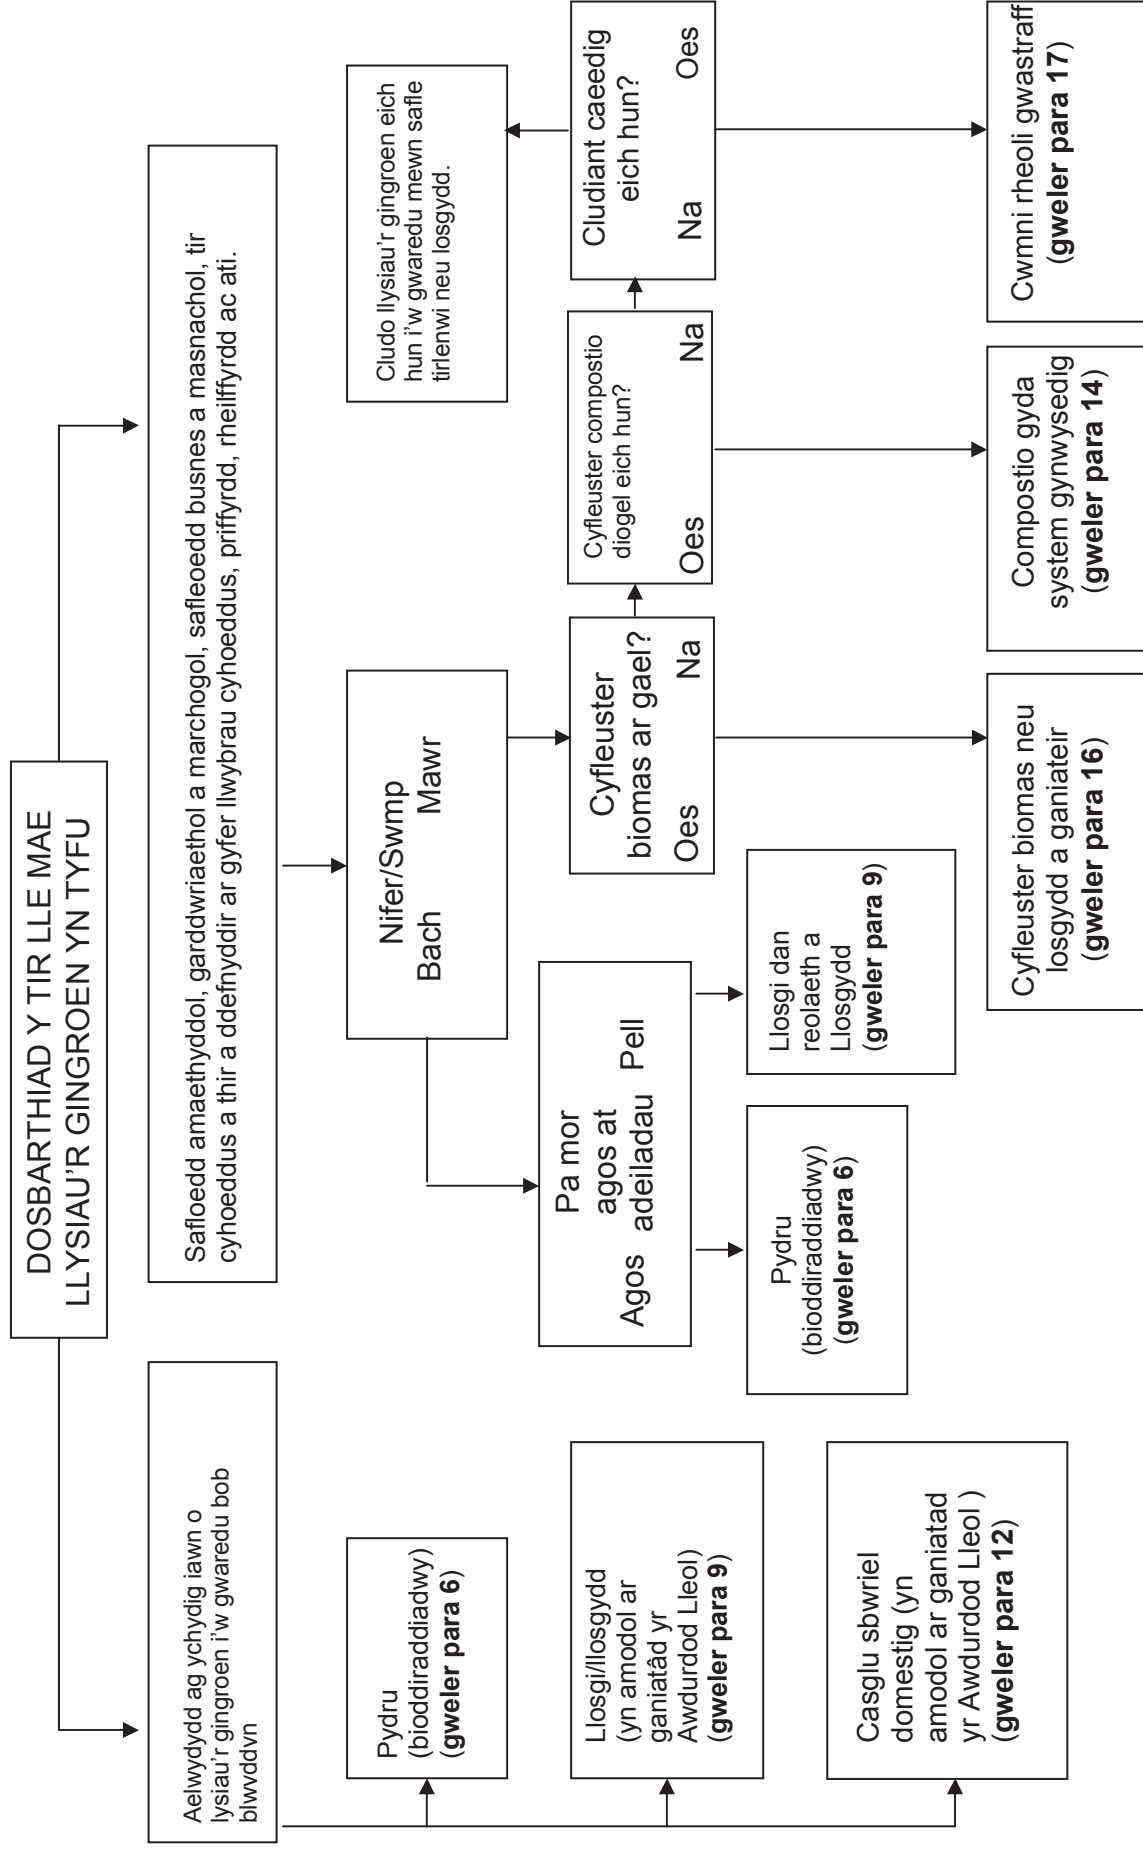 DOSBARTHIAD Y TIR LLE MAE
LLYSIAU'R GINGROEN YN TYFU
Aelwydydd ag ychydig iawn o
lysiau'r gingroen i'w gwaredu bob
blwyddyn
Safloedd amaethyddol, garddwriaethol a marchogol, safleoedd busnes a masnachol, tir
cyhoeddus a thir a ddefnyddir ar gyfer llwybrau cyhoeddus, priffyrdd, rheilffyrdd ac ati.
Pydru
(bioddiraddiadwy)
(gweler para 6)
Llosgi/llosgydd
(yn amodol ar
ganiatâd yr
Awdurdod Lleol)
(gweler para 9)
Casglu sbwriel
domestig (yn
amodol ar ganiatad
yr Awdurdod Lleol )
(gweler para 12)
Nifer/Swmp
Bach Mawr
Pa mor
agos at
Agos adeiladau Pell
Pydru
(bioddiraddiadwy)
(gweler para 6)
Llosgi dan
reolaeth a
Llosgydd
(gweler para 9)
Cyfleuster
biomas ar gael?
Oes Na
Cyfleuster compostio
diogel eich hun?
Oes Na
Cludiant caeedig
eich hun?
Na Oes
Cludo llysiau'r gingroen eich
hun i'w gwaredu mewn safle
tirlenwi neu losgydd.
Cyfleuster biomas neu
losgydd a ganiateir
(gweler para 16)
Compostio gyda
system gynwysedig
(gweler para 14)
Cwmni rheoli gwastraff
(gweler para 17)